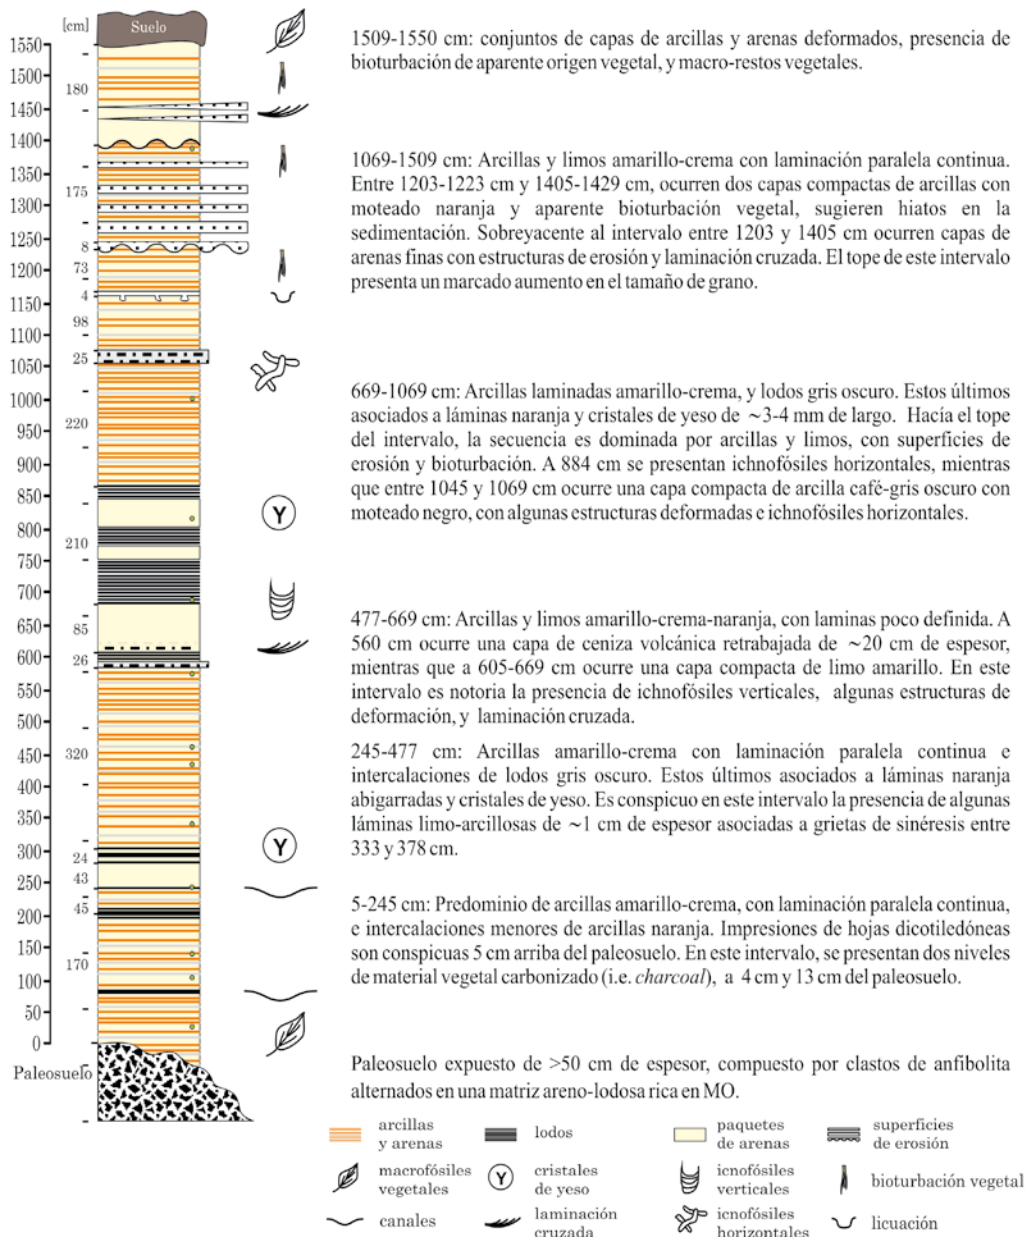 [cm]
Suelo
1550
1500
1450
1400
1350
1300
1250
1200
1150
1100
1050
1000
950
900
850
800
750
700
650
600
550
500
450
400
350
300
250
200
150
100
50
0
Paleosuelo
180
175
8
73
4
98
25
220
210
85
26
320
24
43
45
170
Y
Y
1509-1550 cm: conjuntos de capas de arcillas y arenas deformados, presencia de
bioturbación de aparente origen vegetal, y macro-restos vegetales.
1069-1509 cm: Arcillas y limos amarillo-crema con laminación paralela continua.
Entre 1203-1223 cm y 1405-1429 cm, ocurren dos capas compactas de arcillas con
moteado naranja y aparente bioturbación vegetal, sugieren hiatos en la
sedimentación. Sobreyacente al intervalo entre 1203 y 1405 cm ocurren capas de
arenas finas con estructuras de erosión y laminación cruzada. El tope de este intervalo
presenta un marcado aumento en el tamaño de grano.
669-1069 cm: Arcillas laminadas amarillo-crema, y lodos gris oscuro. Estos últimos
asociados a láminas naranja y cristales de yeso de ~3-4 mm de largo. Hacía el tope
del intervalo, la secuencia es dominada por arcillas y limos, con superficies de
erosión y bioturbación. A 884 cm se presentan ichnofósiles horizontales, mientras
que entre 1045 y 1069 cm ocurre una capa compacta de arcilla café-gris oscuro con
moteado negro, con algunas estructuras deformadas e ichnofósiles horizontales.
477-669 cm: Arcillas y limos amarillo-crema-naranja, con laminas poco definida. A
560 cm ocurre una capa de ceniza volcánica retrabajada de ~20 cm de espesor,
mientras que a 605-669 cm ocurre una capa compacta de limo amarillo. En este
intervalo es notoria la presencia de ichnofósiles verticales, algunas estructuras de
deformación, y laminación cruzada.
245-477 cm: Arcillas amarillo-crema con laminación paralela continua e
intercalaciones de lodos gris oscuro. Estos últimos asociados a láminas naranja
abigarradas y cristales de yeso. Es conspicuo en este intervalo la presencia de algunas
láminas limo-arcillosas de ~1 cm de espesor asociadas a grietas de sinéresis entre
333 y 378 cm.
5-245 cm: Predominio de arcillas amarillo-crema, con laminación paralela continua,
e intercalaciones menores de arcillas naranja. Impresiones de hojas dicotiledóneas
son conspicuas 5 cm arriba del paleosuelo. En este intervalo, se presentan dos niveles
de material vegetal carbonizado (i.e. charcoal), a 4 cm y 13 cm del paleosuelo.
Paleosuelo expuesto de >50 cm de espesor, compuesto por clastos de anfibolita
alternados en una matriz areno-lodosa rica en MO.
arcillas
y arenas
lodos
paquetes
de arenas
superficies
de erosión
macrofósiles
vegetales
Y
cristales
de yeso
icnofósiles
verticales
bioturbación vegetal
canales
laminación
cruzada
icnofósiles
horizontales
licuación